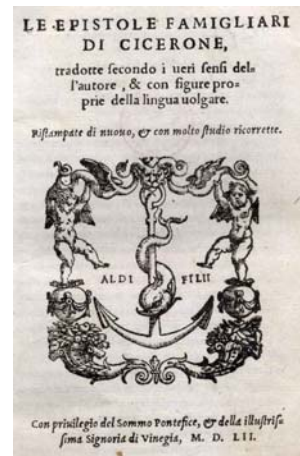 LE EPISTOLE FAMIGLIARI
DI CICERONE,
tradotte secondo i ueri sensi del=
l'autore, & con figure pro=
prie della lingua uolgare.
Ristampate di nuouo, & con molto studio ricorrette.
ALDI FILII
Con priuilegio del Sommo Pontefice, & della illustris=
sima Signoria di Vinegia, M. D. LII.